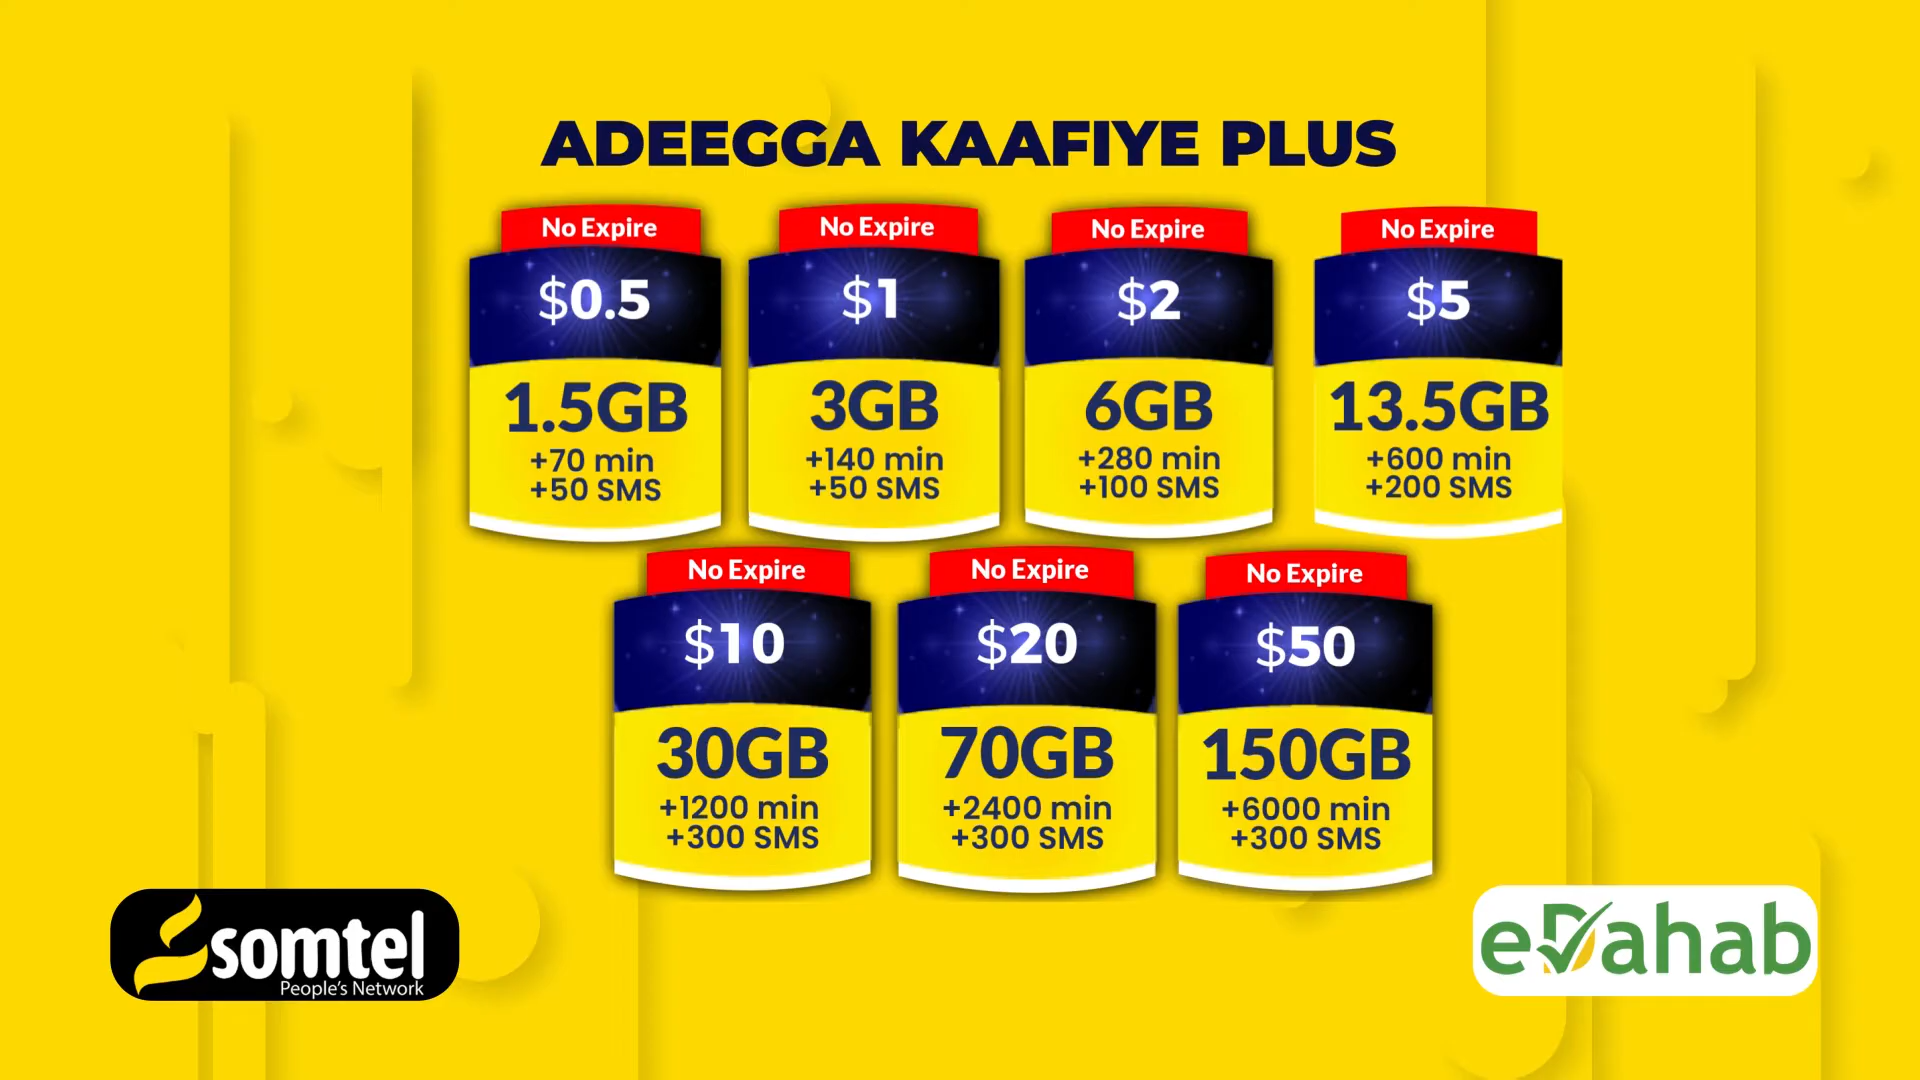 ADEEGGA KAAFIYE PLUS
No Expire
$0.5
1.5GB
+70 min
+50 SMS
No Expire
$1
3GB
+140 min
+50 SMS
No Expire
$2
6GB
+280 min
+100 SMS
No Expire
$5
13.5GB
+600 min
+200 SMS
No Expire
$10
30GB
+1200 min
+300 SMS
No Expire
$20
70GB
+2400 min
+300 SMS
No Expire
$50
150GB
+6000 min
+300 SMS
somtel
People's Network
eDahab